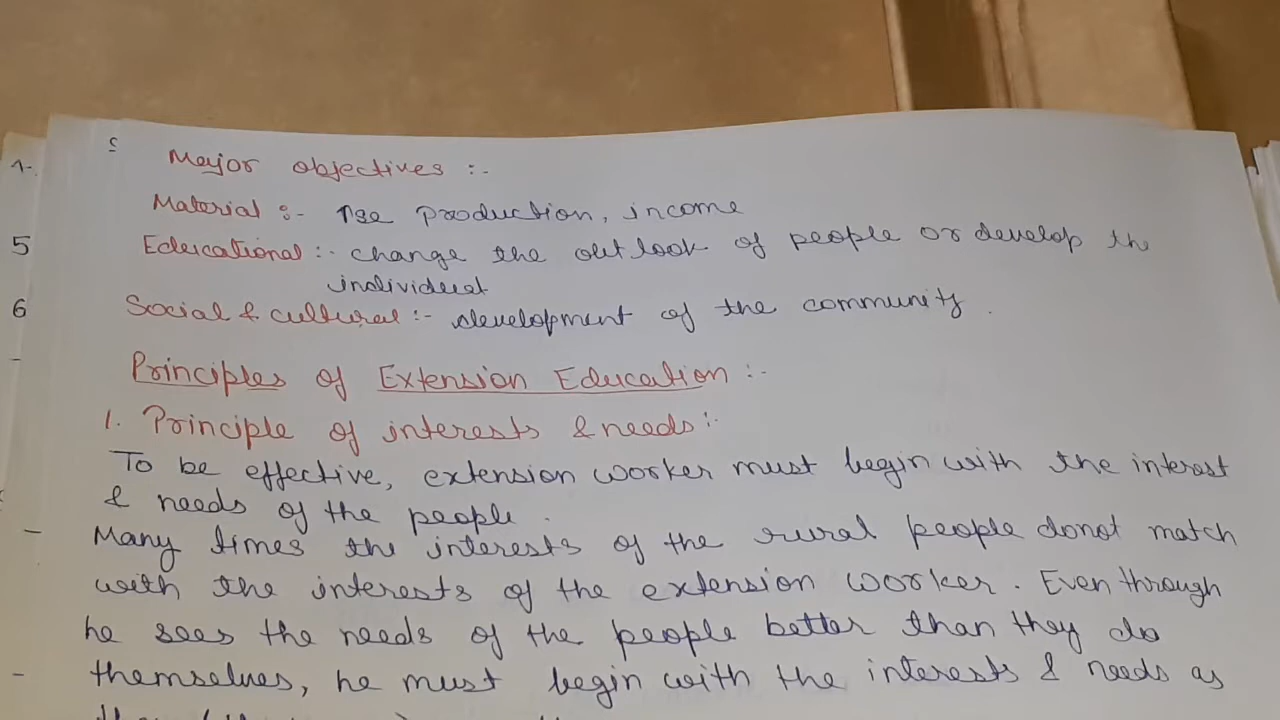 Major objectives :-
Material :- ↑se production, income
Educational :- change the outlook of people or develop the
individual
Social & cultural :- development of the community.
Principles of Extension Education :-
1. Principle of interests & needs :-
To be effective, extension worker must begin with the interest
& needs of the people.
Many times the interests of the rural people donot match
with the interests of the extension worker. Even through
he sees the needs of the people better than they do
themselves, he must begin with the interests & needs as
5
6